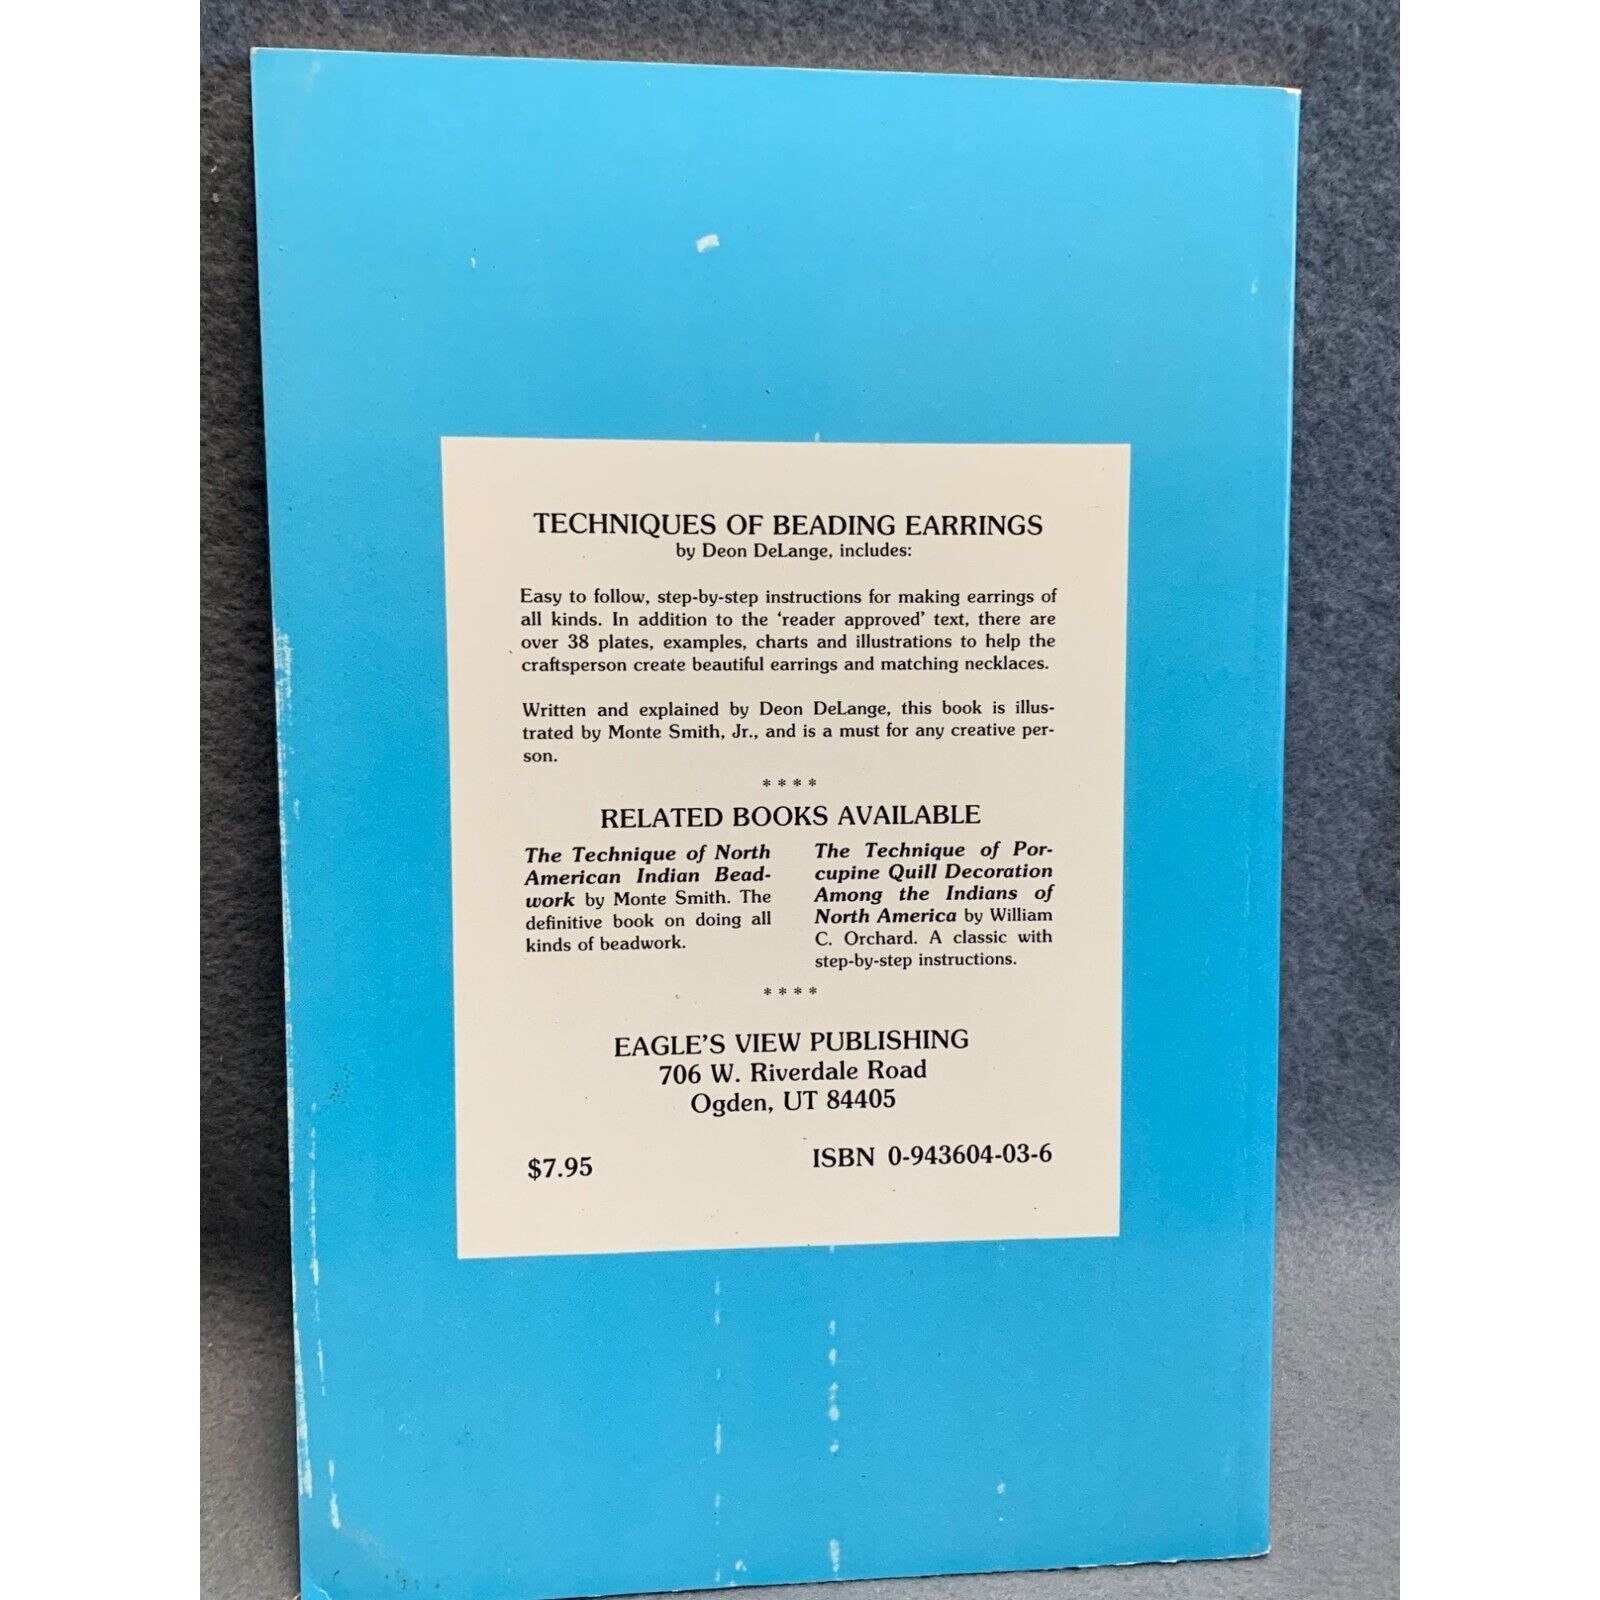 TECHNIQUES OF BEADING EARRINGS
by Deon DeLange, includes:
Easy to follow, step-by-step instructions for making earrings of
all kinds. In addition to the ‘reader approved’ text, there are
over 38 plates, examples, charts and illustrations to help the
craftsperson create beautiful earrings and matching necklaces.
Written and explained by Deon DeLange, this book is illus-
trated by Monte Smith, Jr., and is a must for any creative per-
son.
* * * *
RELATED BOOKS AVAILABLE
The Technique of North
American Indian Bead-
work by Monte Smith. The
definitive book on doing all
kinds of beadwork.
The Technique of Por-
cupine Quill Decoration
Among the Indians of
North America by William
C. Orchard. A classic with
step-by-step instructions.
* * * *
EAGLE'S VIEW PUBLISHING
706 W. Riverdale Road
Ogden, UT 84405
$7.95
ISBN 0-943604-03-6